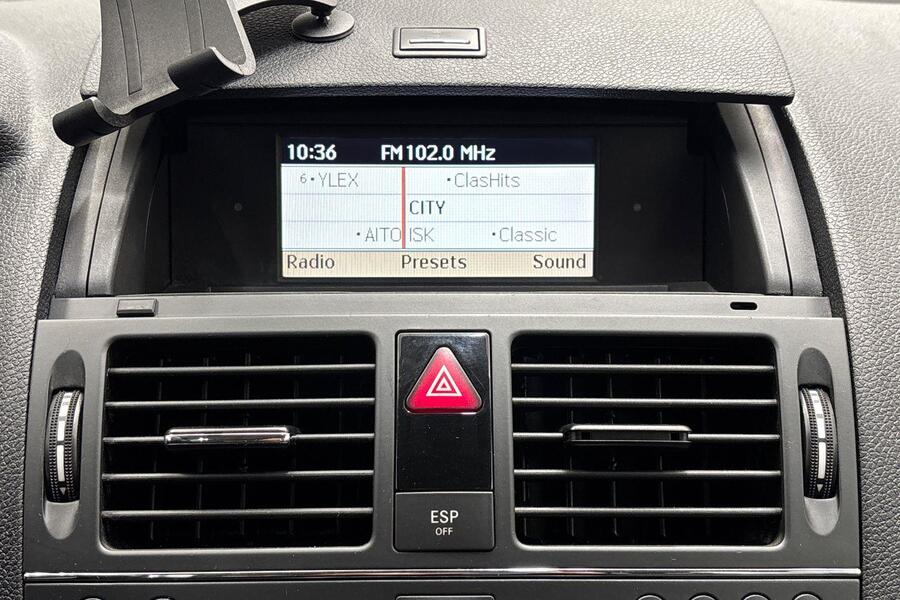 10:36 FM 102.0 MHz
6•YLEX •ClasHits
CITY
•AITO ISK •Classic
Radio Presets Sound
ESP
OFF